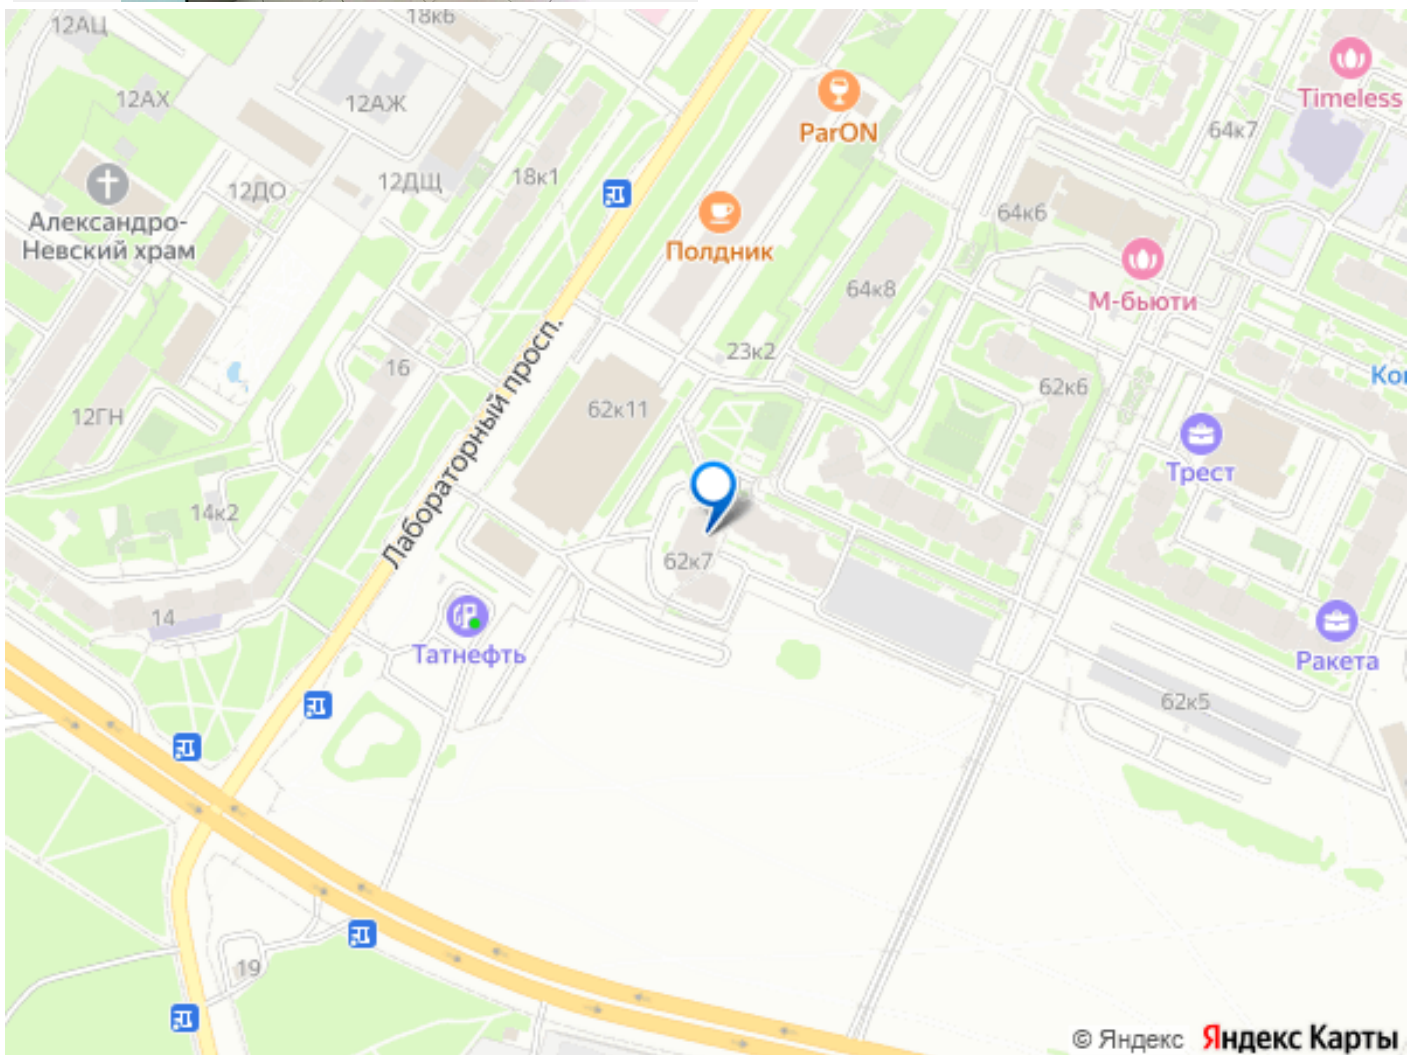 12АЦ
18к6
12АХ
12АЖ
ParON
Timeless
64к7
12ДО
12ДЩ
18к1
Александро-
Невский храм
Полдник
64к6
64к8
М-бьюти
Лабораторный просп.
23к2
16
62к11
62к6
12ГН
Трест
14к2
62к7
14
Татнефть
Ракета
62к5
19
© Яндекс Яндекс Карты